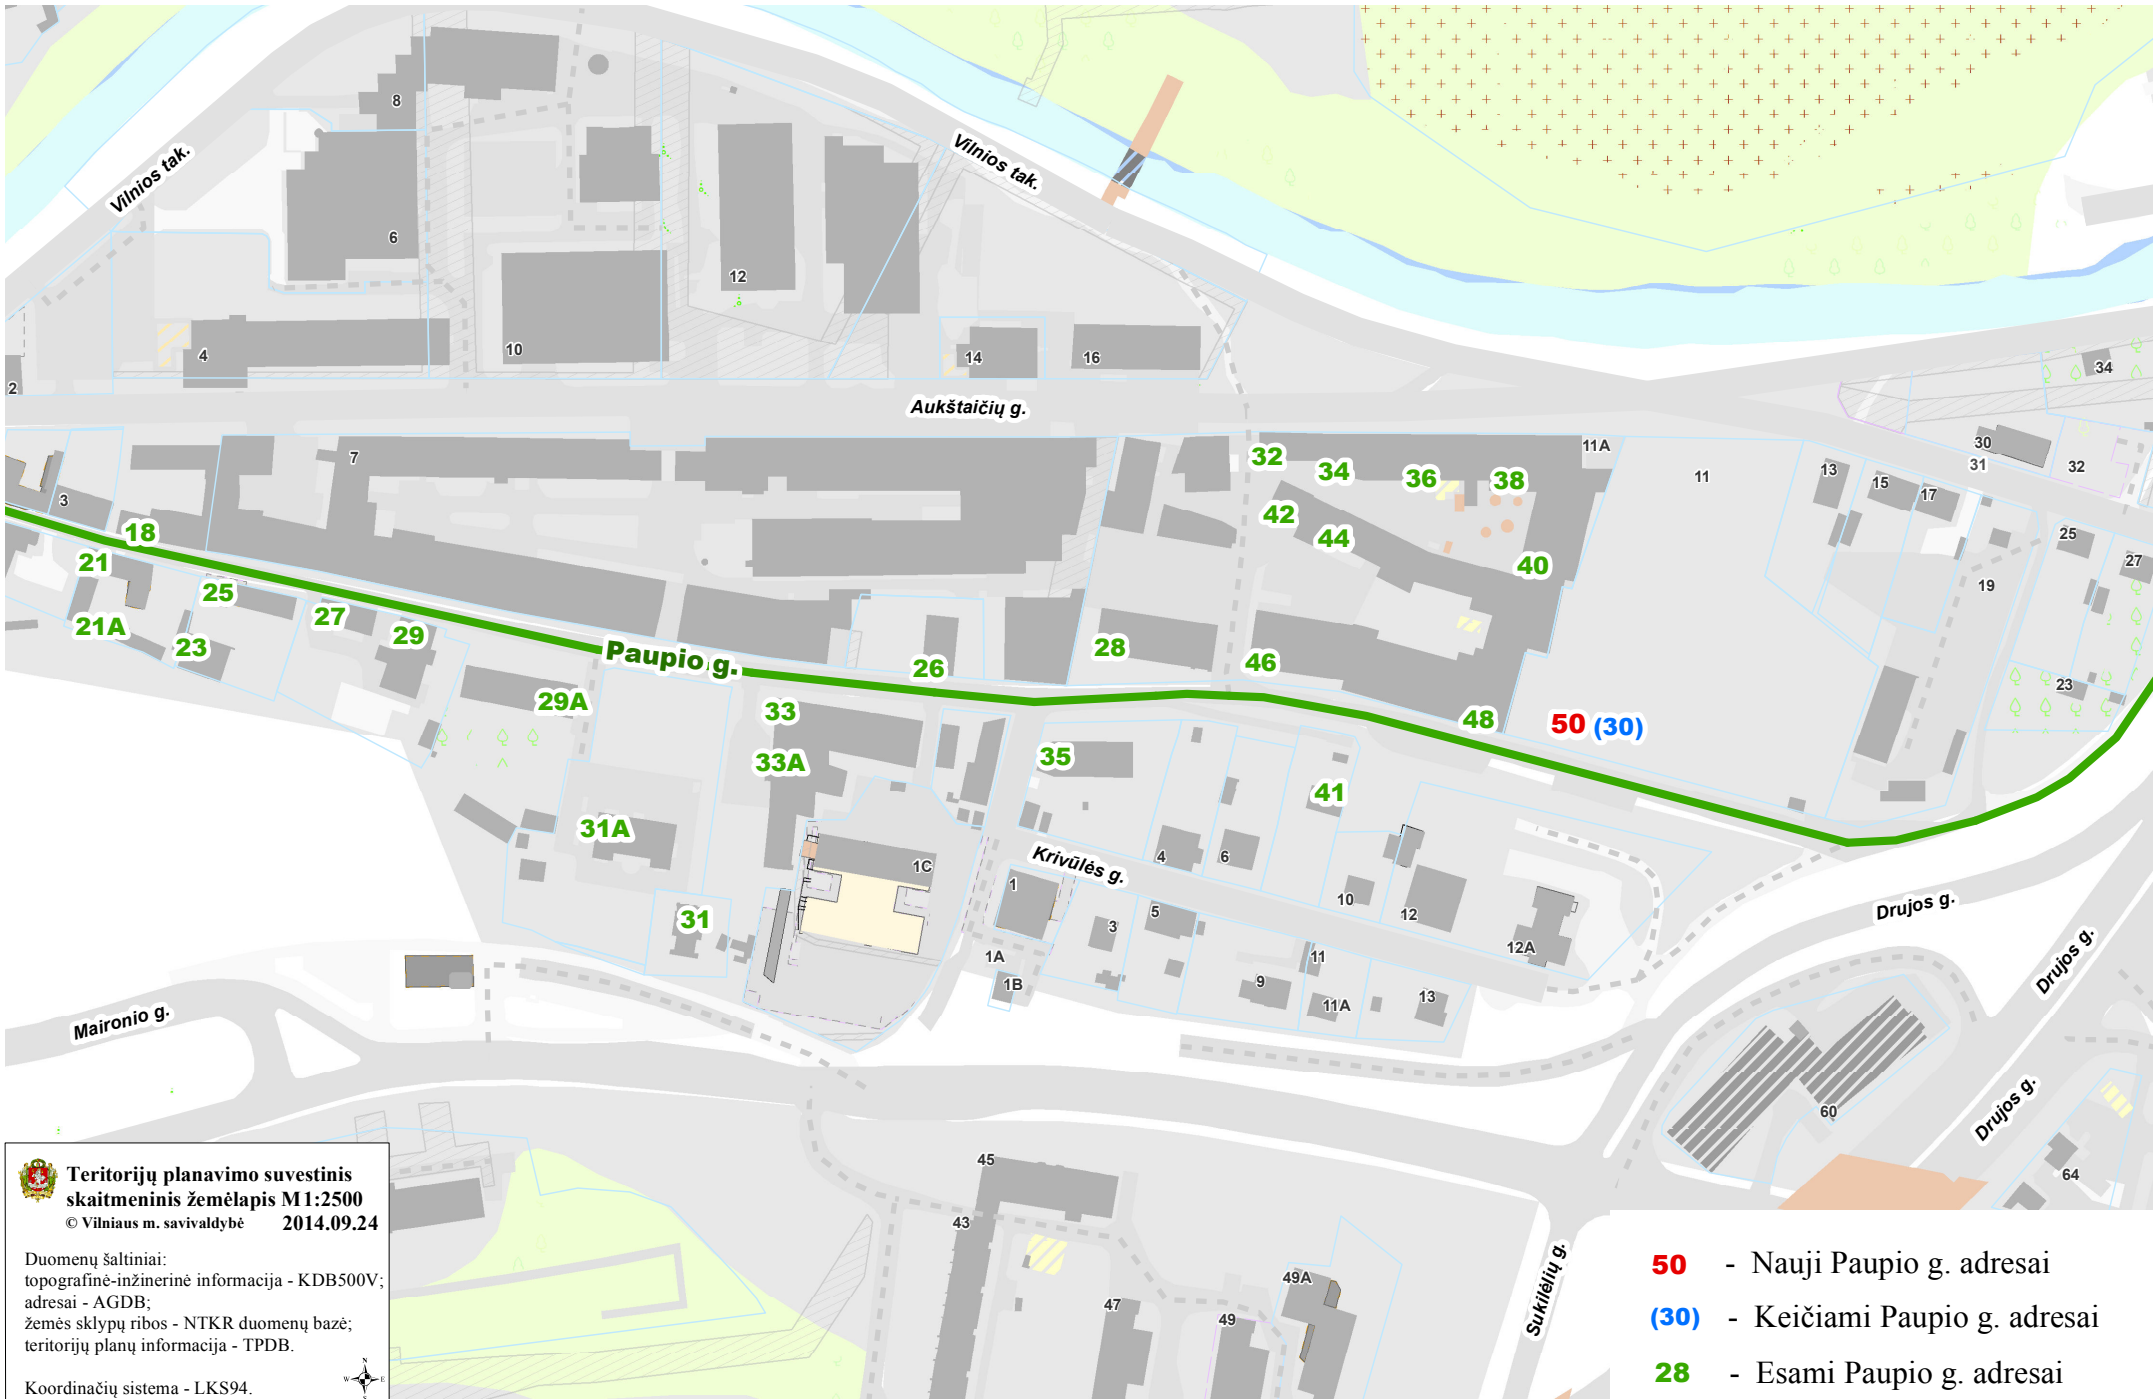 8
Vilnios tak.
Vilnios tak.
6
12
4
10
14
16
2
34
Aukštaičių g.
7
32
34
36
38
11A
11
13
15
17
30
31
32
3
18
42
44
40
25
27
21
25
27
29
21A
23
19
Paupio g.
26
28
46
23
29A
33
48
50 (30)
33A
35
41
31A
1C
Krivūlės g.
4
6
1
10
12
31
3
5
12A
Drujos g.
Drujos g.
1A
1B
11
9
11A
13
Maironio g.
60
Drujos g.
64
45
43
47
49A
49
Sukilėlių g.
Teritorijų planavimo suvestinis
skaitmeninis žemėlapis M1:2500
© Vilniaus m. savivaldybė 2014.09.24
Duomenų šaltiniai:
topografinė-inžinerinė informacija - KDB500V;
adresai - AGDB;
žemės sklypų ribos - NTKR duomenų bazė;
teritorijų planų informacija - TPDB.
Koordinačių sistema - LKS94.
N
W E
S
50 - Nauji Paupio g. adresai
(30) - Keičiami Paupio g. adresai
28 - Esami Paupio g. adresai